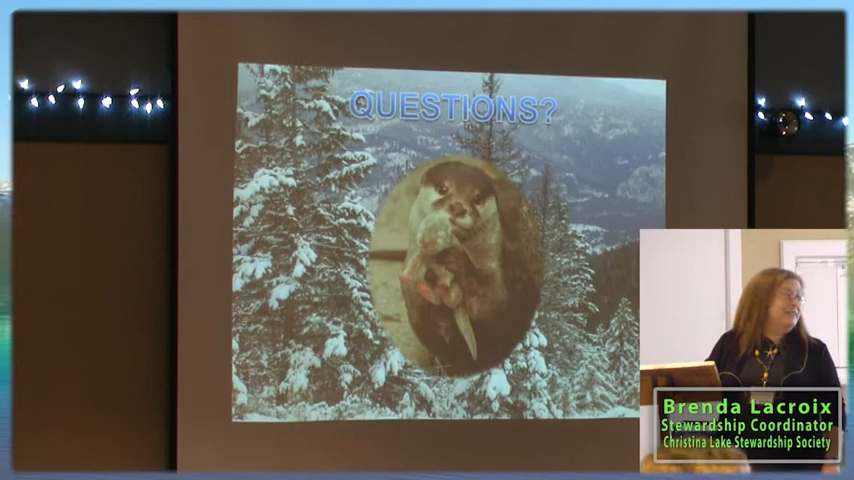 QUESTIONS?
Brenda Lacroix
Stewardship Coordinator
Christina Lake Stewardship Society